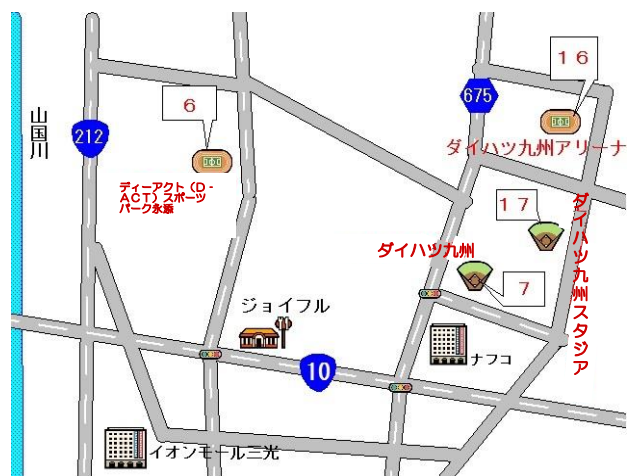 16
6
675
山国川
212
ダイハツ九州アリーナ
ディーアクト（D-
ACT）スポーツ
パーク永添
17
ダイハツ九州スタジア
ダイハツ九州
7
ジョイフル
ナフコ
10
イオンモール三光